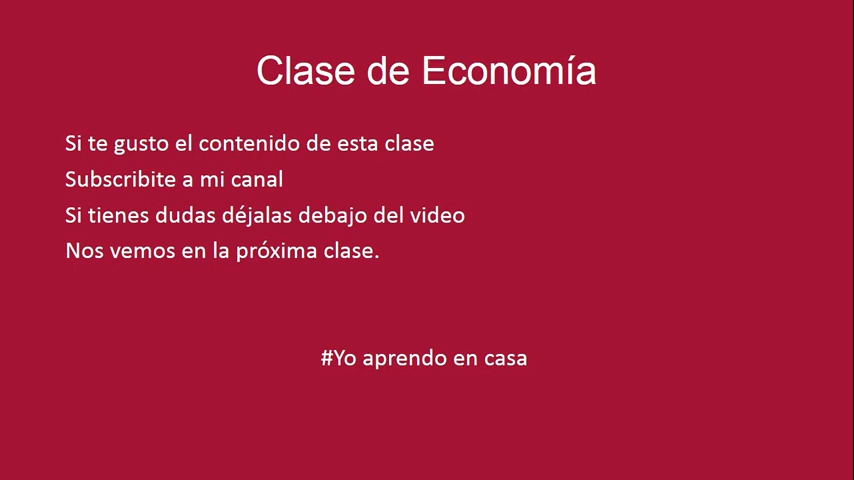 Clase de Economía
Si te gusto el contenido de esta clase
Subscribite a mi canal
Si tienes dudas déjalas debajo del video
Nos vemos en la próxima clase.
#Yo aprendo en casa